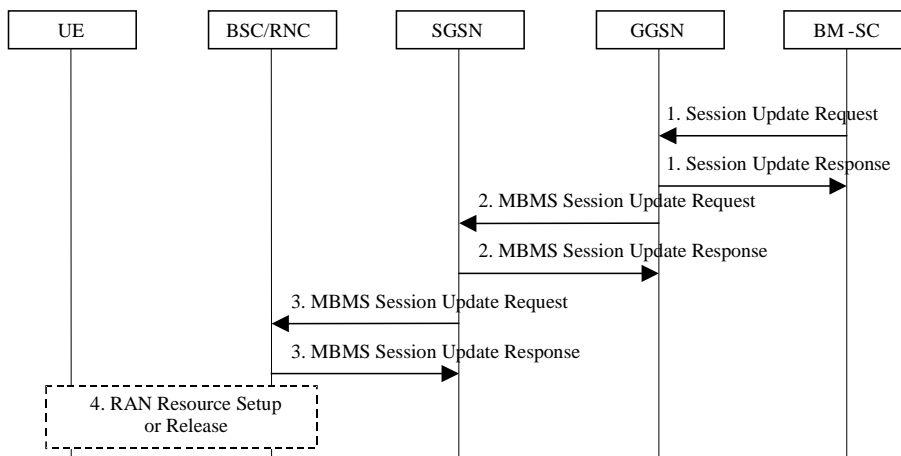 UE
BSC/RNC
SGSN
GGSN
BM -SC
1. Session Update Request
1. Session Update Response
2. MBMS Session Update Request
2. MBMS Session Update Response
3. MBMS Session Update Request
3. MBMS Session Update Response
4. RAN Resource Setup
or Release